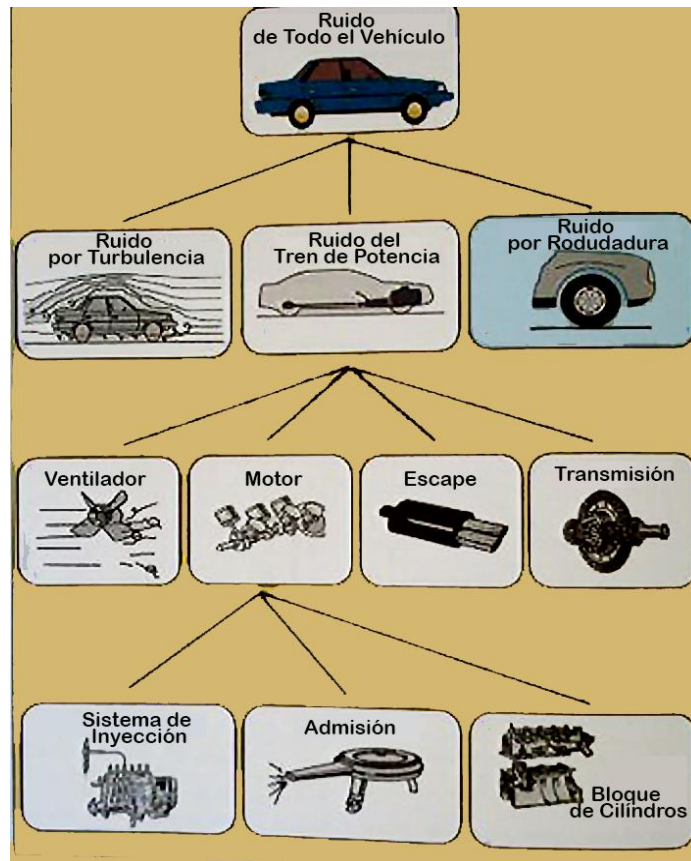 Ruido
de Todo el Vehículo
Ruido
por Turbulencia
Ruido del
Tren de Potencia
Ruido
por Rodudadura
Ventilador
Motor
Escape
Transmisión
Sistema de
Inyección
Admisión
Bloque
de Cilíndros